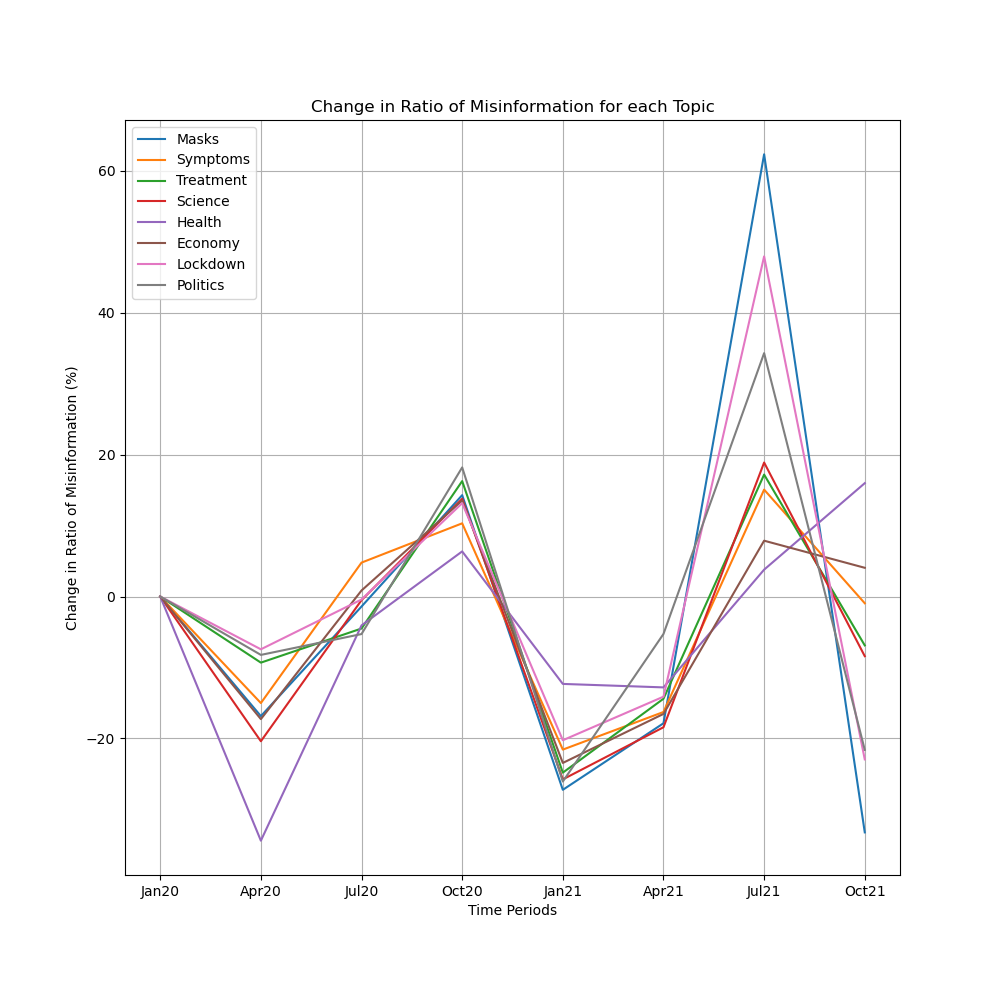 Change in Ratio of Misinformation for each Topic
Masks
Symptoms
Treatment
Science
Health
Economy
Lockdown
Politics
60
40
20
0
−20
Change in Ratio of Misinformation (%)
Jan20 Apr20 Jul20 Oct20 Jan21 Apr21 Jul21 Oct21
Time Periods